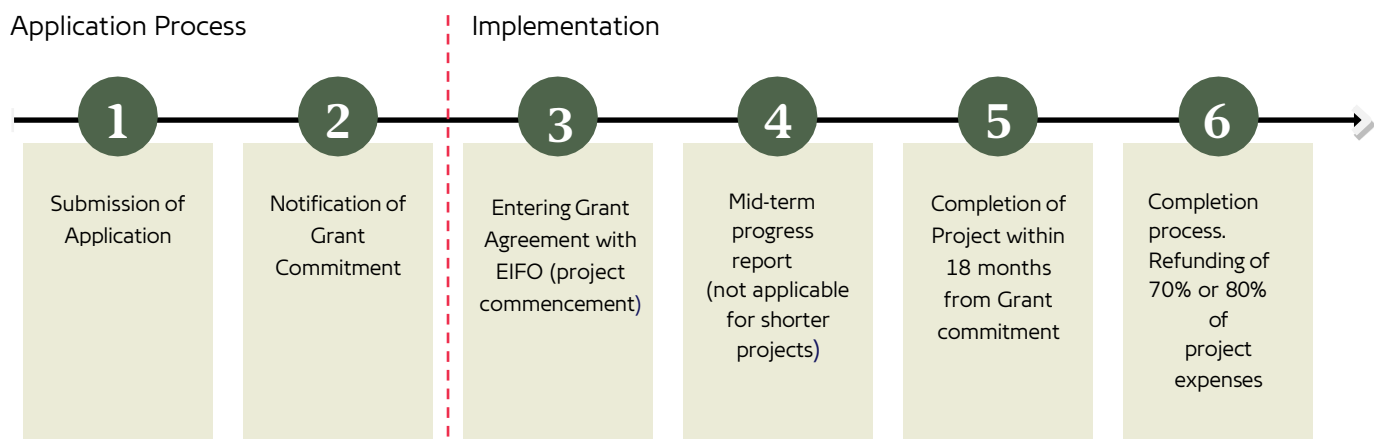 Application Process
Implementation
1
2
3
4
5
6
Submission of
Application
Notification of
Grant
Commitment
Entering Grant
Agreement with
EIFO (project
commencement)
Mid-term
progress
report
(not applicable
for shorter
projects)
Completion of
Project within
18 months
from Grant
commitment
Completion
process.
Refunding of
70% or 80%
of
project
expenses